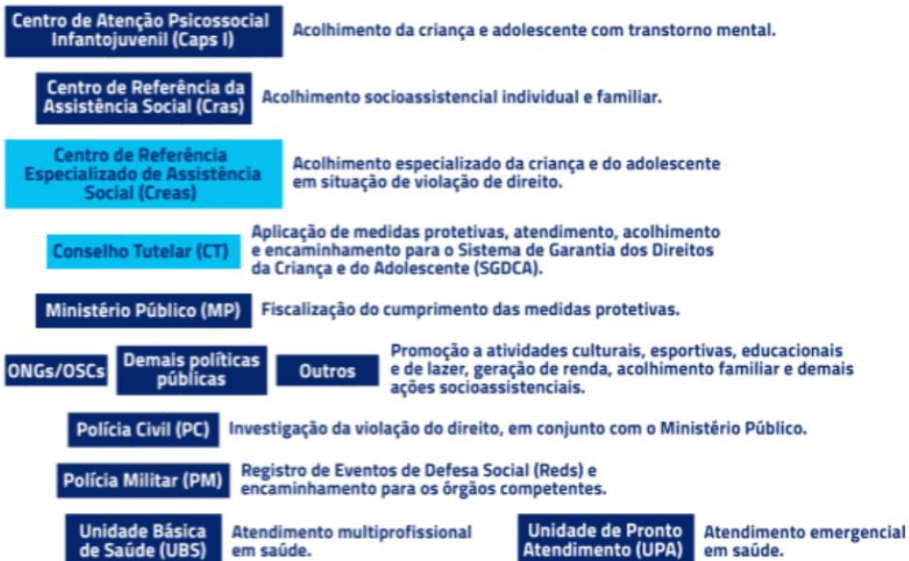 Centro de Atenção Psicossocial
Infantojuvenil (Caps I)
Acolhimento da criança e adolescente com transtorno mental.
Centro de Referência da
Assistência Social (Cras)
Acolhimento socioassistencial individual e familiar.
Centro de Referência
Especializado de Assistência
Social (Creas)
Acolhimento especializado da criança e do adolescente
em situação de violação de direito.
Conselho Tutelar (CT)
Aplicação de medidas protetivas, atendimento, acolhimento
e encaminhamento para o Sistema de Garantia dos Direitos
da Criança e do Adolescente (SGDCA).
Ministério Público (MP)
Fiscalização do cumprimento das medidas protetivas.
ONGs/OSCs
Demais políticas
públicas
Outros
Promoção a atividades culturais, esportivas, educacionais
e de lazer, geração de renda, acolhimento familiar e demais
ações socioassistenciais.
Polícia Civil (PC)
Investigação da violação do direito, em conjunto com o Ministério Público.
Polícia Militar (PM)
Registro de Eventos de Defesa Social (Reds) e
encaminhamento para os órgãos competentes.
Unidade Básica
de Saúde (UBS)
Atendimento multiprofissional
em saúde.
Unidade de Pronto
Atendimento (UPA)
Atendimento emergencial
em saúde.